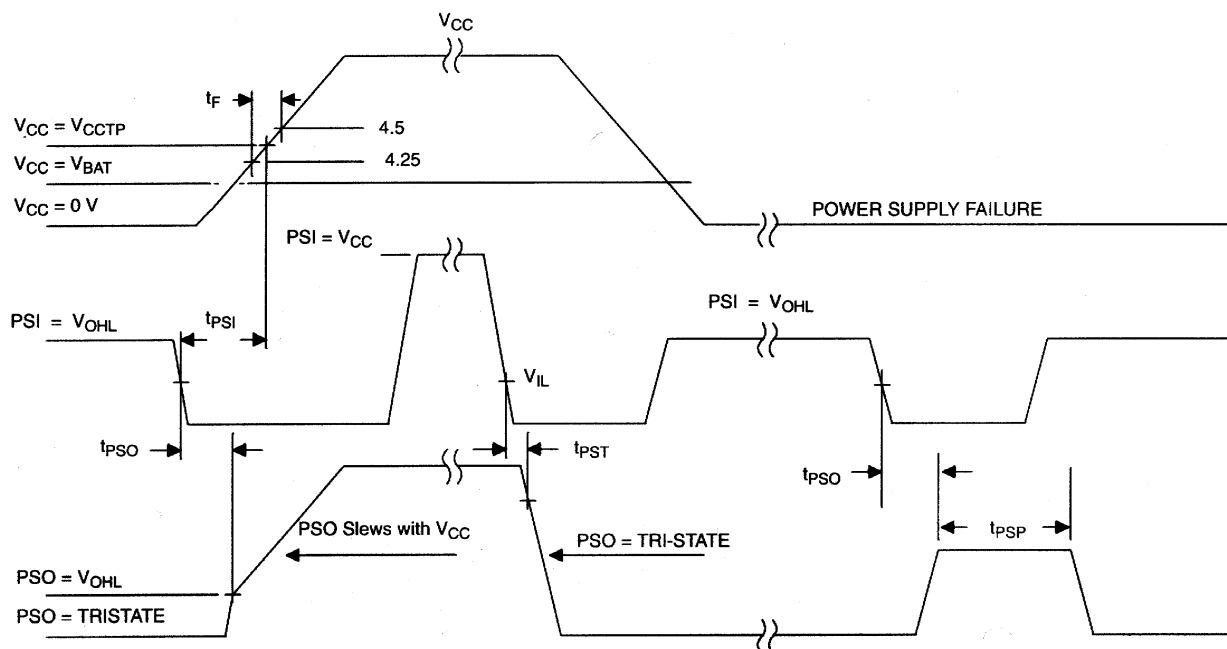 VCC
tF
VCC = VCCTP
4.5
VCC = VBAT
4.25
VCC = 0 V
POWER SUPPLY FAILURE
PSI = VCC
PSI = VOHL
tPSI
PSI = VOHL
VIL
tPSO
tPST
tPSO
PSO Slews with VCC
PSO = TRI-STATE
tPSP
PSO = VOHL
PSO = TRISTATE